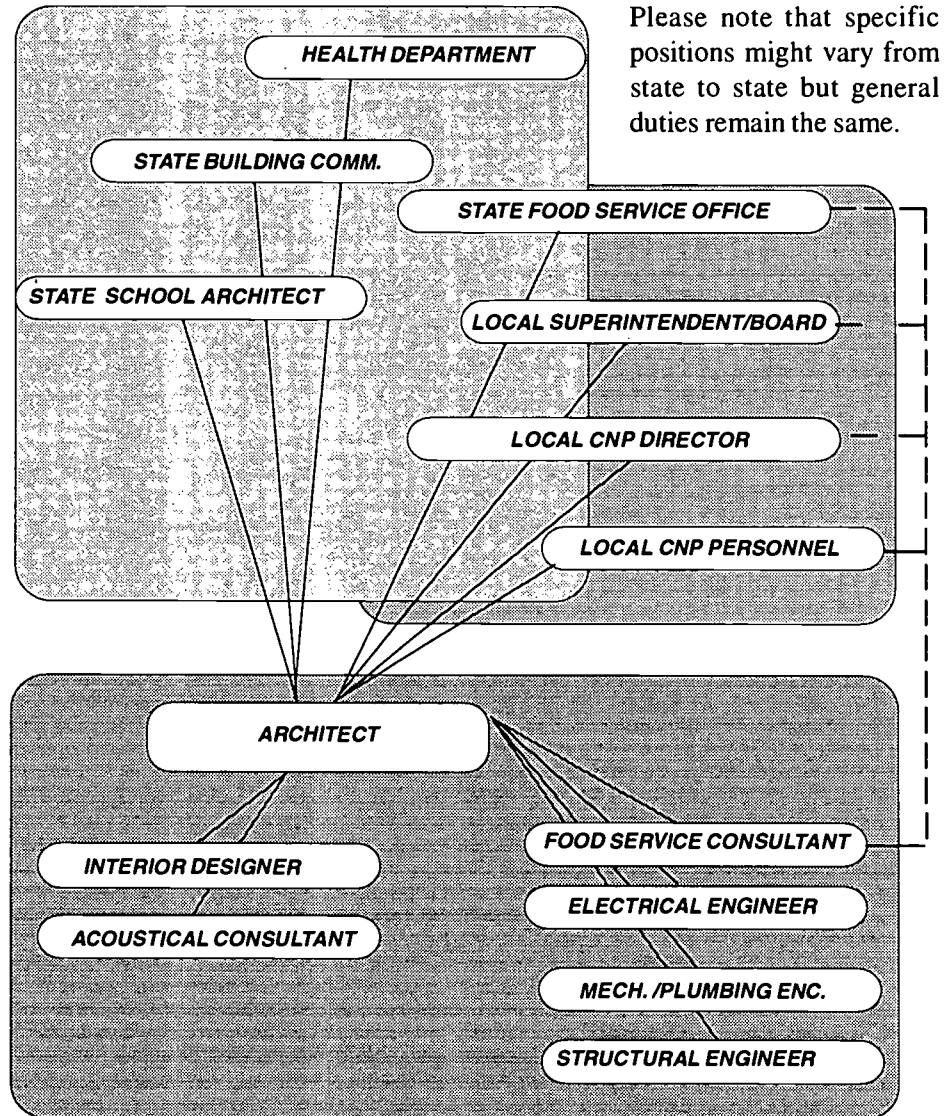 Please note that specific
positions might vary from
state to state but general
duties remain the same.
HEALTH DEPARTMENT
STATE BUILDING COMM.
STATE FOOD SERVICE OFFICE
STATE SCHOOL ARCHITECT
LOCAL SUPERINTENDENT/BOARD
LOCAL CNP DIRECTOR
LOCAL CNP PERSONNEL
ARCHITECT
FOOD SERVICE CONSULTANT
INTERIOR DESIGNER
ELECTRICAL ENGINEER
ACOUSTICAL CONSULTANT
MECH. /PLUMBING ENC.
STRUCTURAL ENGINEER